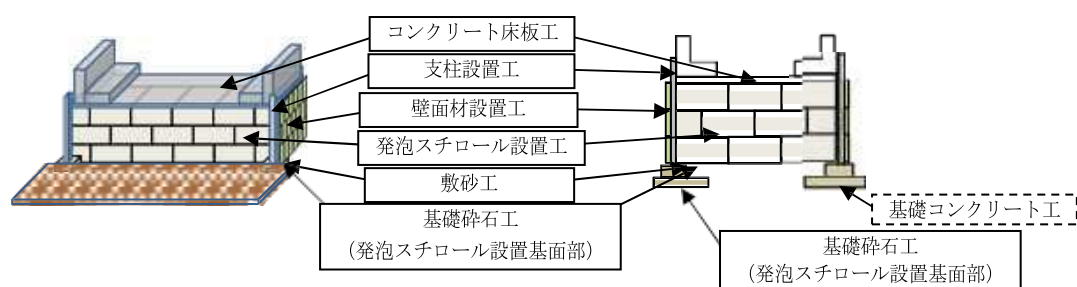 コンクリート床板工
支柱設置工
壁面材設置工
発泡スチロール設置工
敷砂工
基礎砕石工
（発泡スチロール設置基面部）
基礎コンクリート工
基礎砕石工
（発泡スチロール設置基面部）